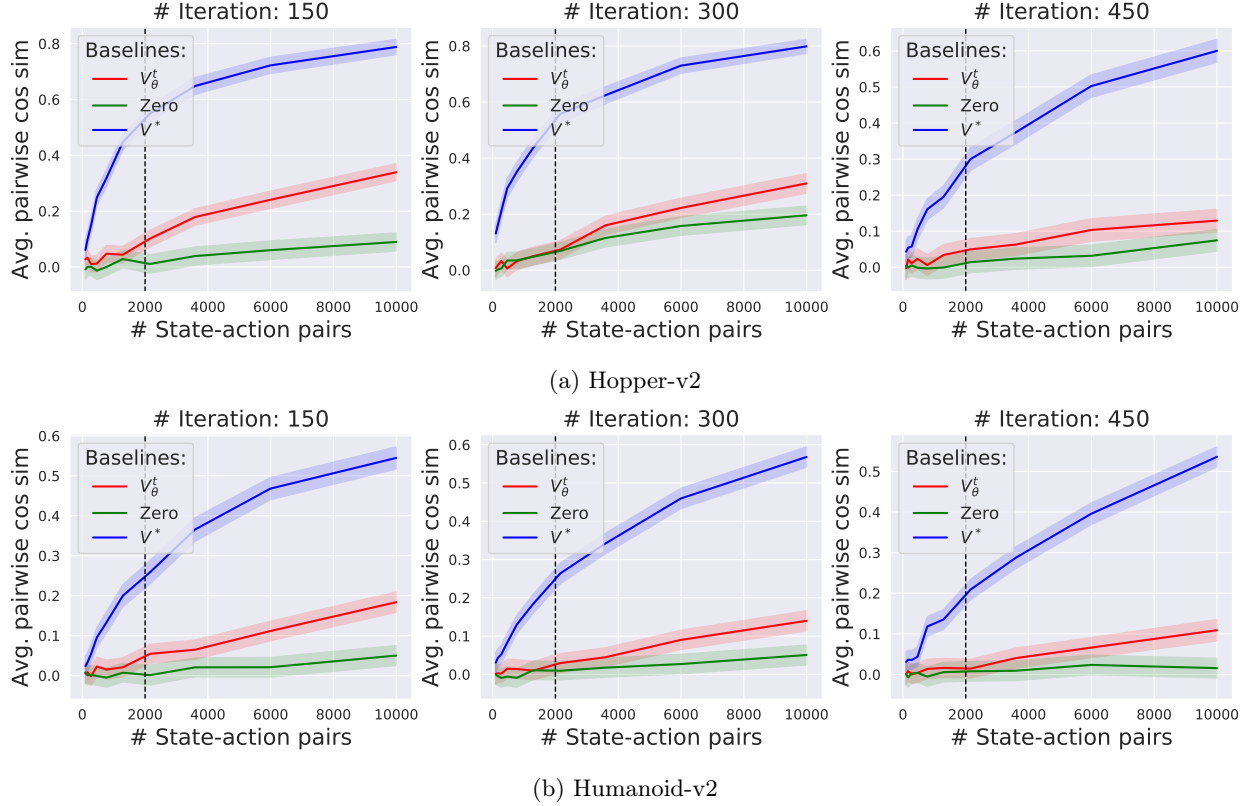 # Iteration: 150
# Iteration: 300
# Iteration: 450
Avg. pairwise cos sim
0.8
0.6
0.4
0.2
0.0
Baselines:
V_θ^t
Zero
V*
0 2000 4000 6000 8000 10000
# State-action pairs
Avg. pairwise cos sim
0.8
0.6
0.4
0.2
0.0
Baselines:
V_θ^t
Zero
V*
0 2000 4000 6000 8000 10000
# State-action pairs
Avg. pairwise cos sim
0.6
0.5
0.4
0.3
0.2
0.1
0.0
Baselines:
V_θ^t
Zero
V*
0 2000 4000 6000 8000 10000
# State-action pairs
(a) Hopper-v2
# Iteration: 150
# Iteration: 300
# Iteration: 450
Avg. pairwise cos sim
0.6
0.5
0.4
0.3
0.2
0.1
0.0
Baselines:
V_θ^t
Zero
V*
0 2000 4000 6000 8000 10000
# State-action pairs
Avg. pairwise cos sim
0.6
0.5
0.4
0.3
0.2
0.1
0.0
Baselines:
V_θ^t
Zero
V*
0 2000 4000 6000 8000 10000
# State-action pairs
Avg. pairwise cos sim
0.5
0.4
0.3
0.2
0.1
0.0
Baselines:
V_θ^t
Zero
V*
0 2000 4000 6000 8000 10000
# State-action pairs
(b) Humanoid-v2